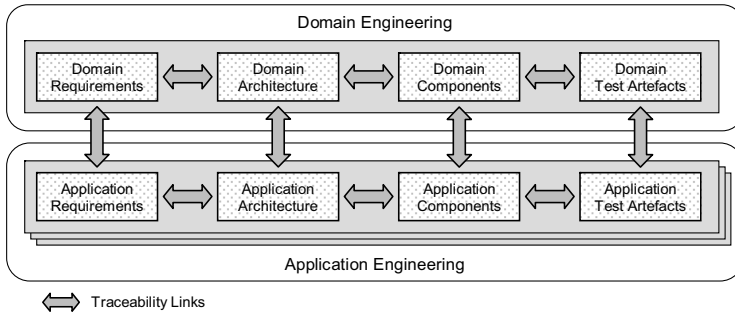 Domain Engineering
Domain
Requirements
Domain
Architecture
Domain
Components
Domain
Test Artefacts
Application
Requirements
Application
Architecture
Application
Components
Application
Test Artefacts
Application Engineering
Traceability Links